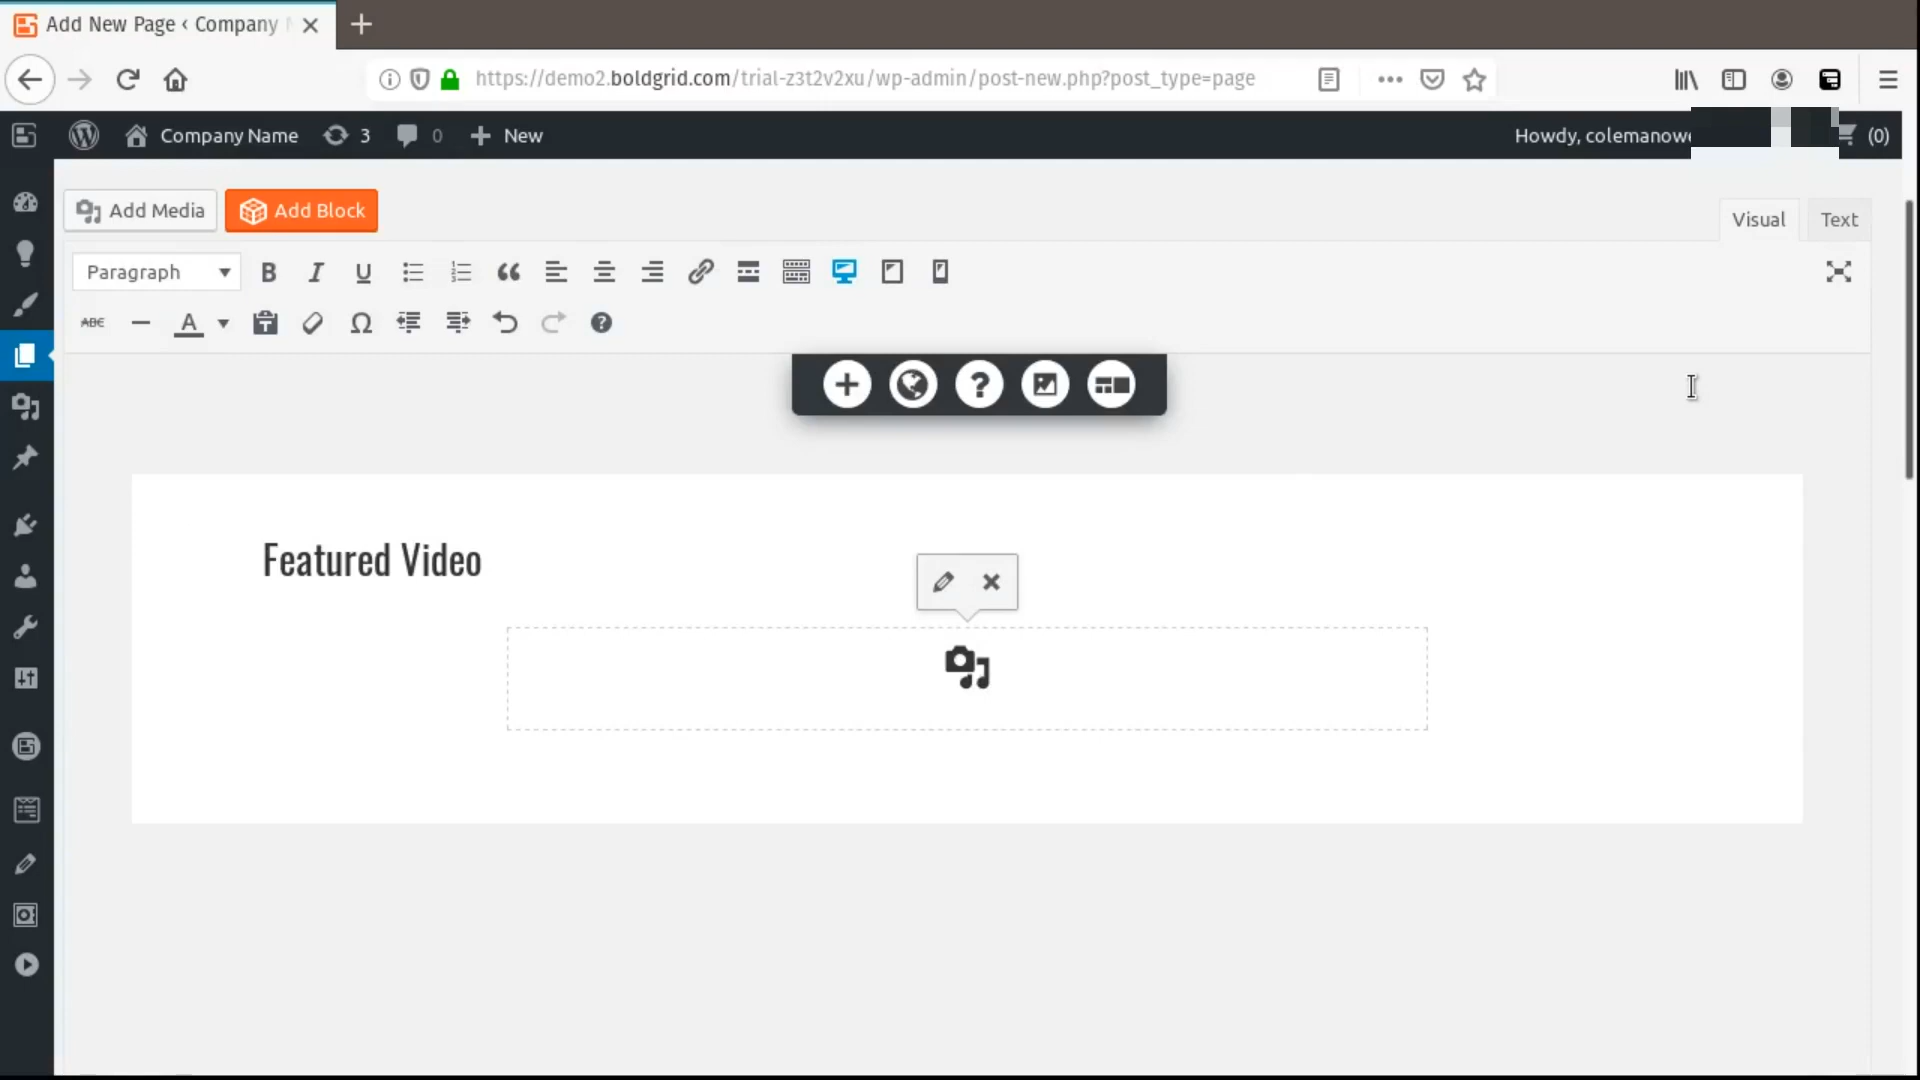 Add New Page ‹ Company
https://demo2.boldgrid.com/trial-z3t2v2xu/wp-admin/post-new.php?post_type=page
Company Name 3 0 New
Howdy, colemanow (0)
Add Media Add Block
Visual Text
Paragraph B I U
ABC A Ω
Featured Video